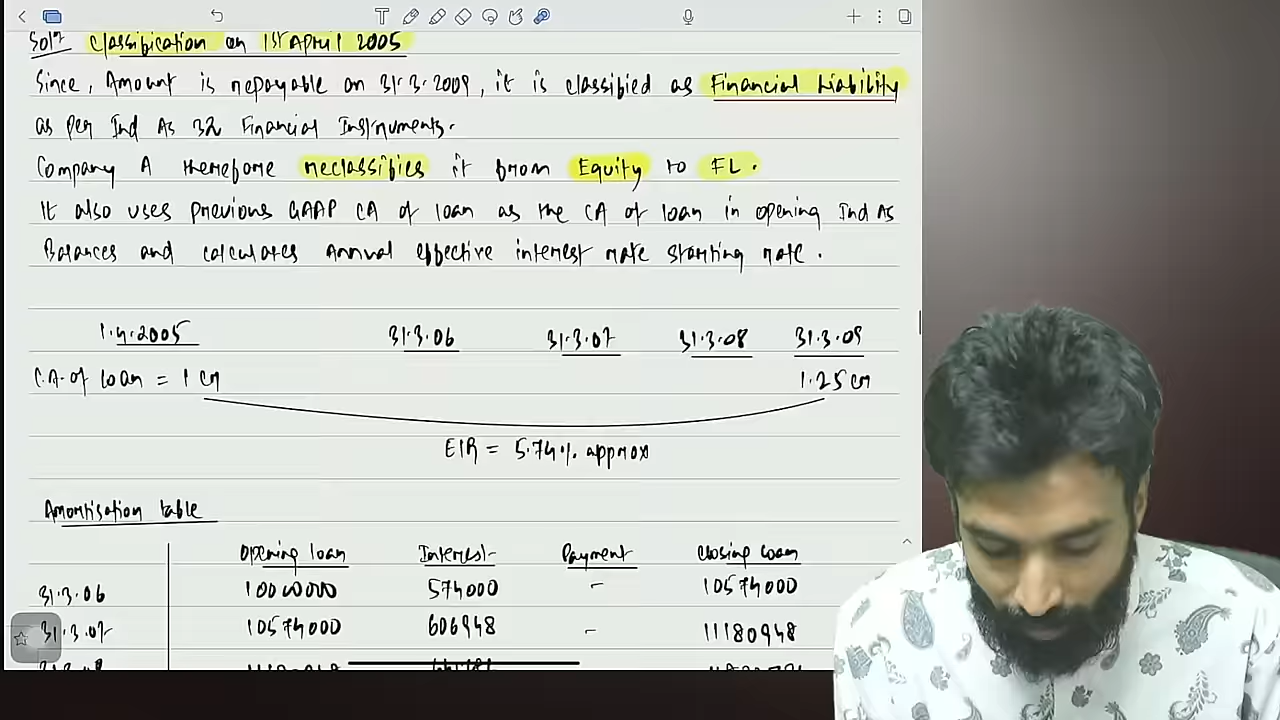 Solⁿ Classification on 1st April 2005
Since, Amount is repayable on 31.3.2009, it is classified as Financial Liability
as per Ind As 32 Financial Instruments.
Company A therefore reclassifies it from Equity to FL.
It also uses previous GAAP CA of loan as the CA of loan in opening Ind As
Balances and calculates Annual effective interest rate starting rate.
1.4.2005 31.3.06 31.3.07 31.3.08 31.3.09
C.A. of loan = 1 cr 1.25 cr
EIR = 5.74% approx
Amortisation table
Opening loan Interest Payment Closing loan
31.3.06 10000000 574000 - 10574000
31.3.07 10574000 606948 - 11180948